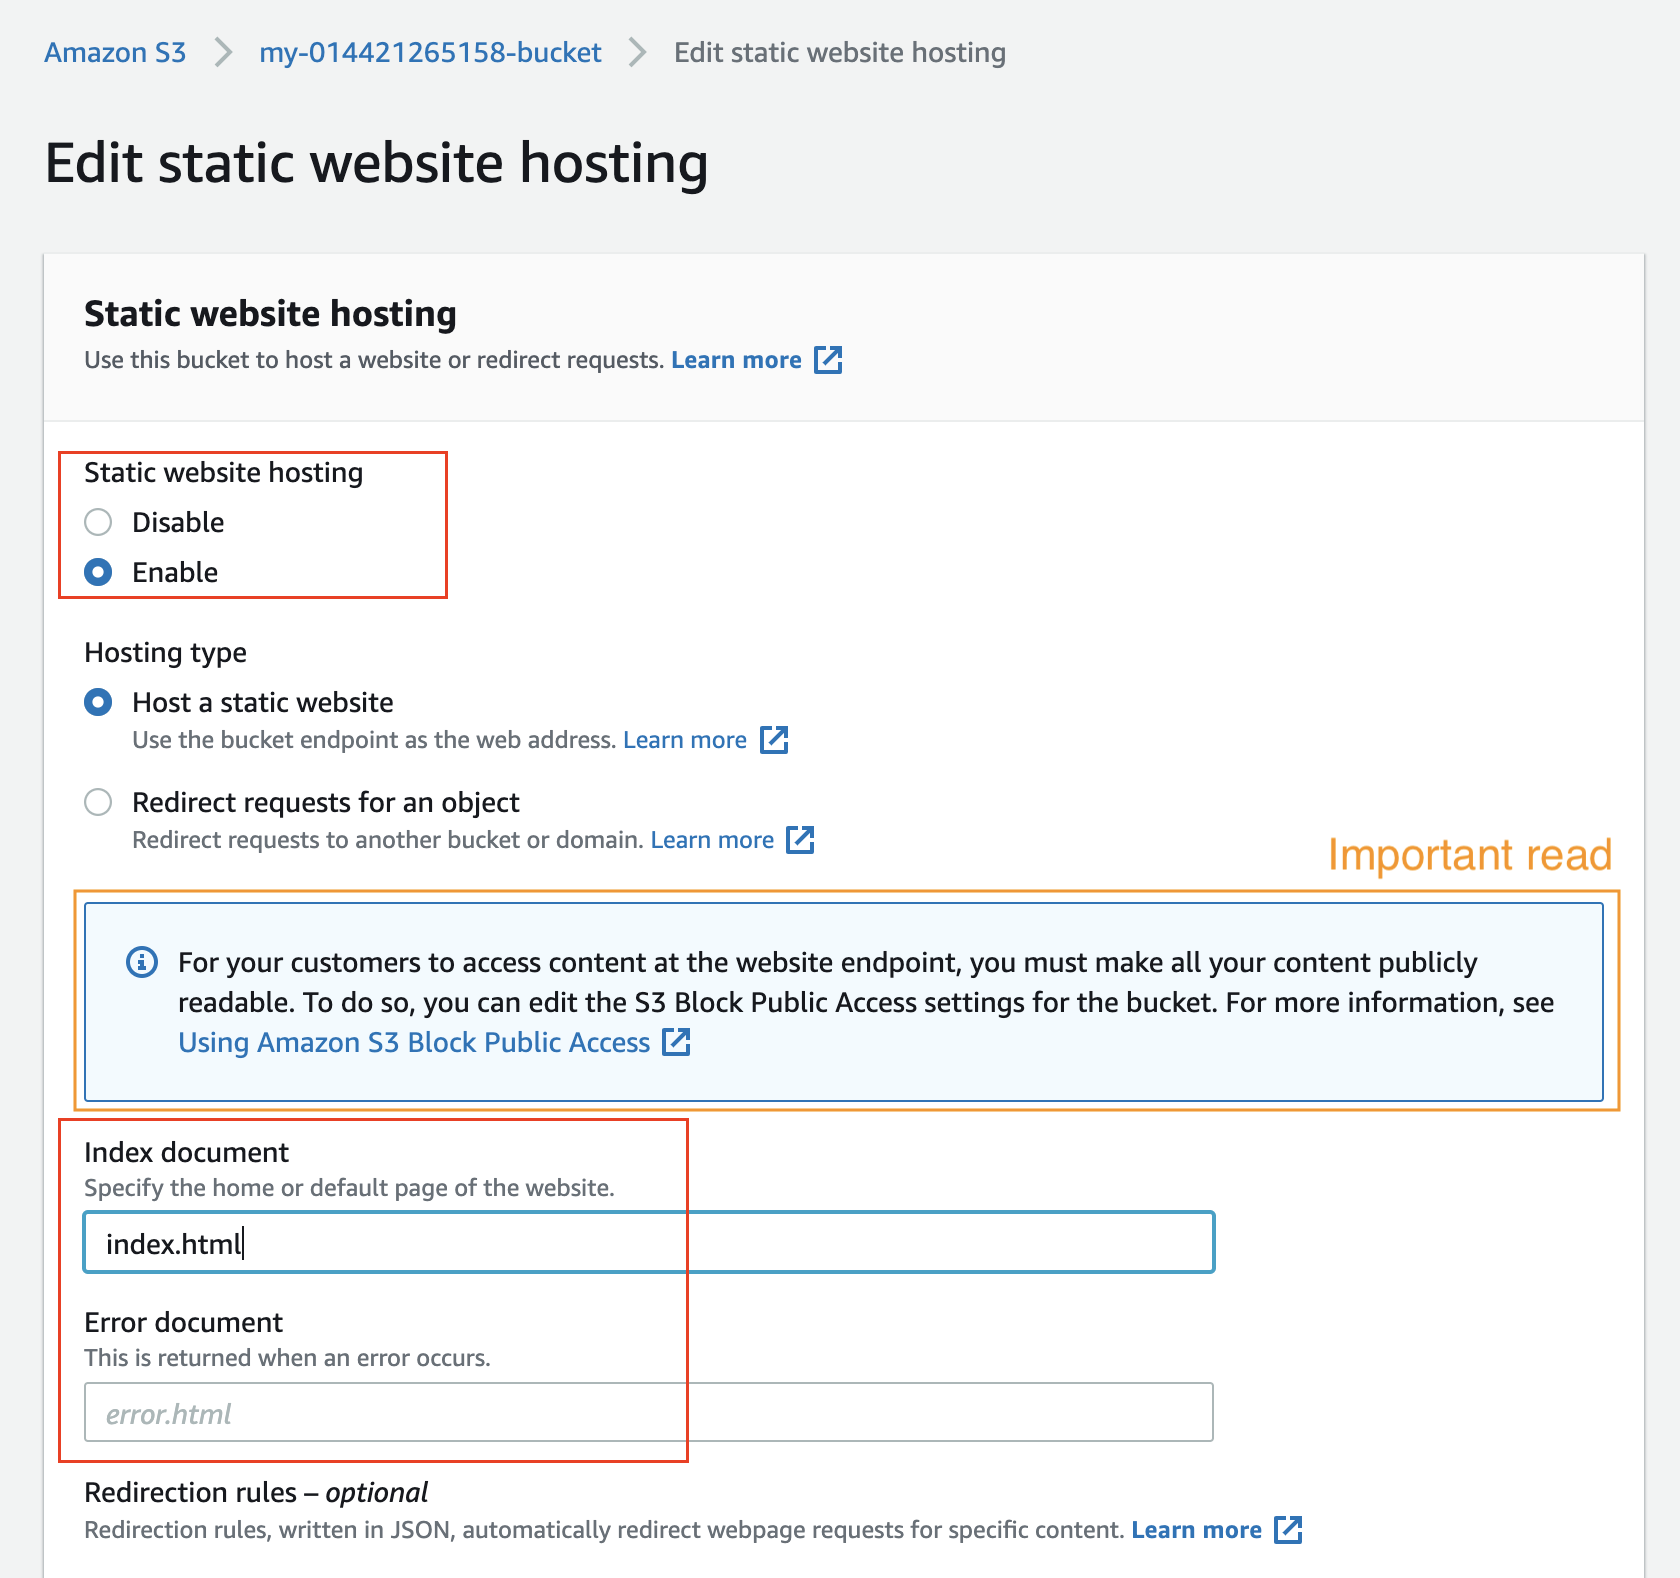 Amazon S3 > my-014421265158-bucket > Edit static website hosting
Edit static website hosting
Static website hosting
Use this bucket to host a website or redirect requests. Learn more
Static website hosting
Disable
Enable
Hosting type
Host a static website
Use the bucket endpoint as the web address. Learn more
Redirect requests for an object
Redirect requests to another bucket or domain. Learn more
Important read
For your customers to access content at the website endpoint, you must make all your content publicly
readable. To do so, you can edit the S3 Block Public Access settings for the bucket. For more information, see
Using Amazon S3 Block Public Access
Index document
Specify the home or default page of the website.
index.html
Error document
This is returned when an error occurs.
error.html
Redirection rules – optional
Redirection rules, written in JSON, automatically redirect webpage requests for specific content. Learn more